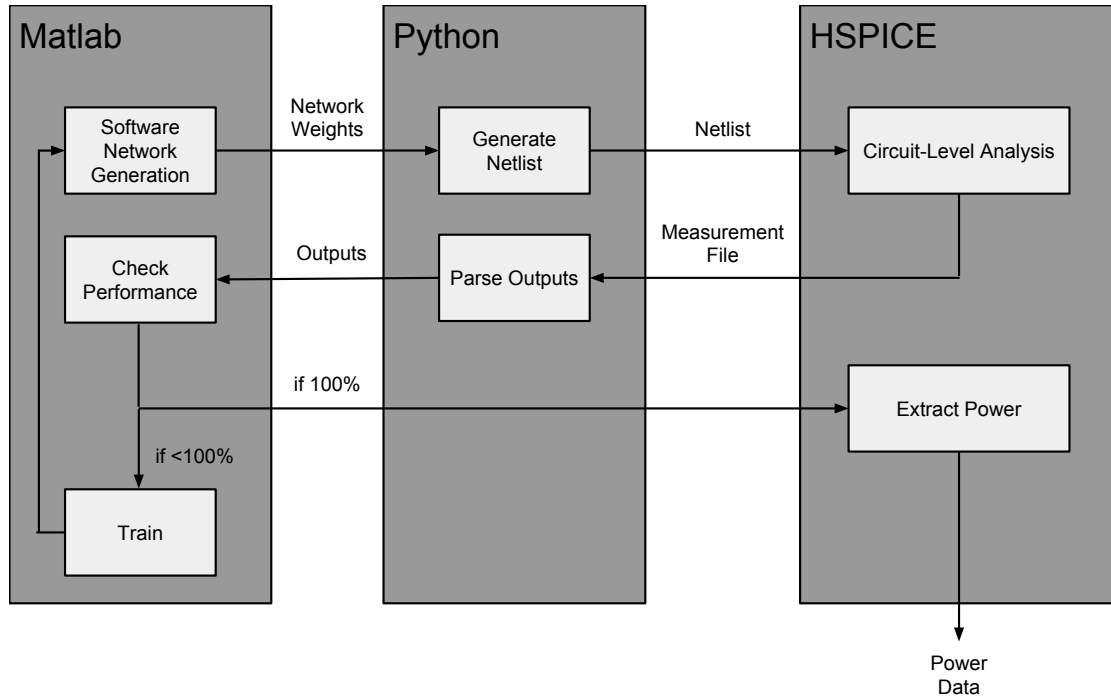 Matlab
Python
HSPICE
Software
Network
Generation
Network
Weights
Generate
Netlist
Netlist
Circuit-Level Analysis
Check
Performance
Outputs
Parse Outputs
Measurement
File
if 100%
Extract Power
if <100%
Train
Power
Data